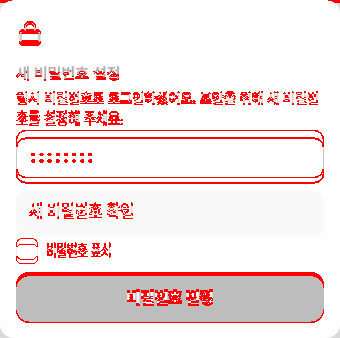 새 비밀번호 설정
임시 비밀번호로 로그인하셨어요. 보안을 위해 새 비밀번
호를 설정해 주세요.
••••••••
새 비밀번호 확인
비밀번호 표시
비밀번호 변경